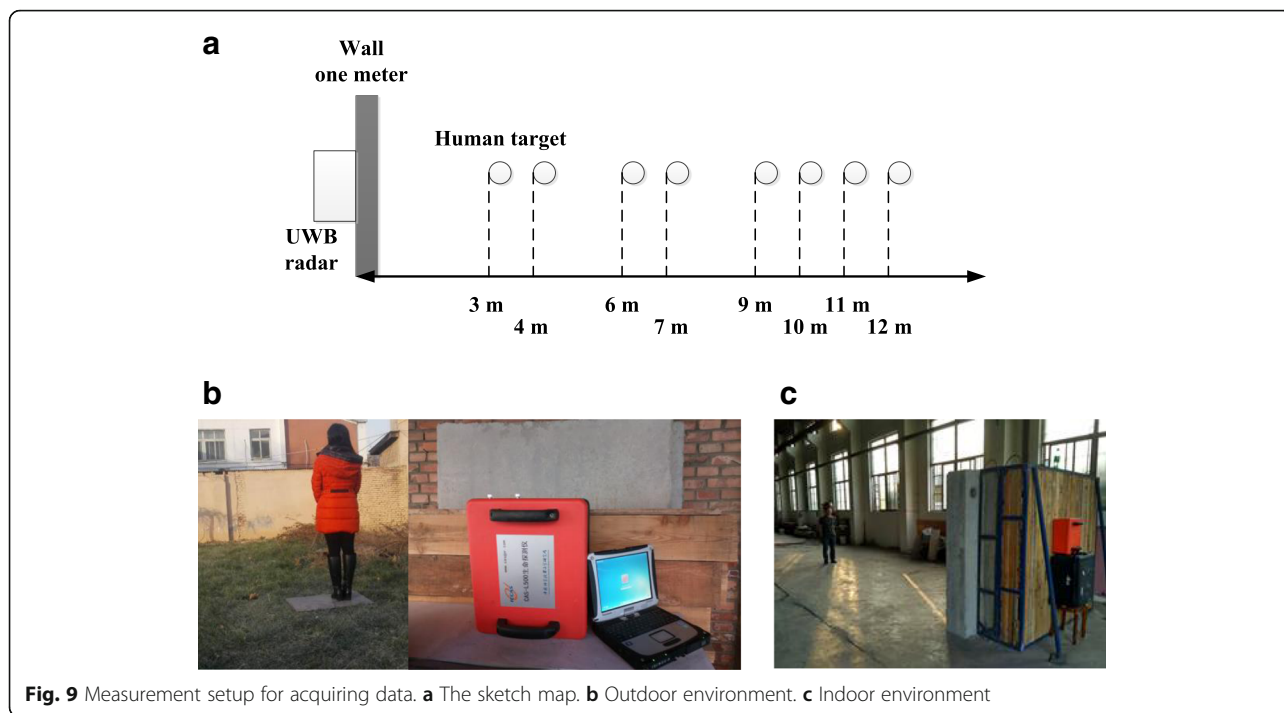 a
Wall
one meter
Human target
UWB
radar
3 m
4 m
6 m
7 m
9 m
10 m
11 m
12 m
b
c
Fig. 9 Measurement setup for acquiring data. a The sketch map. b Outdoor environment. c Indoor environment